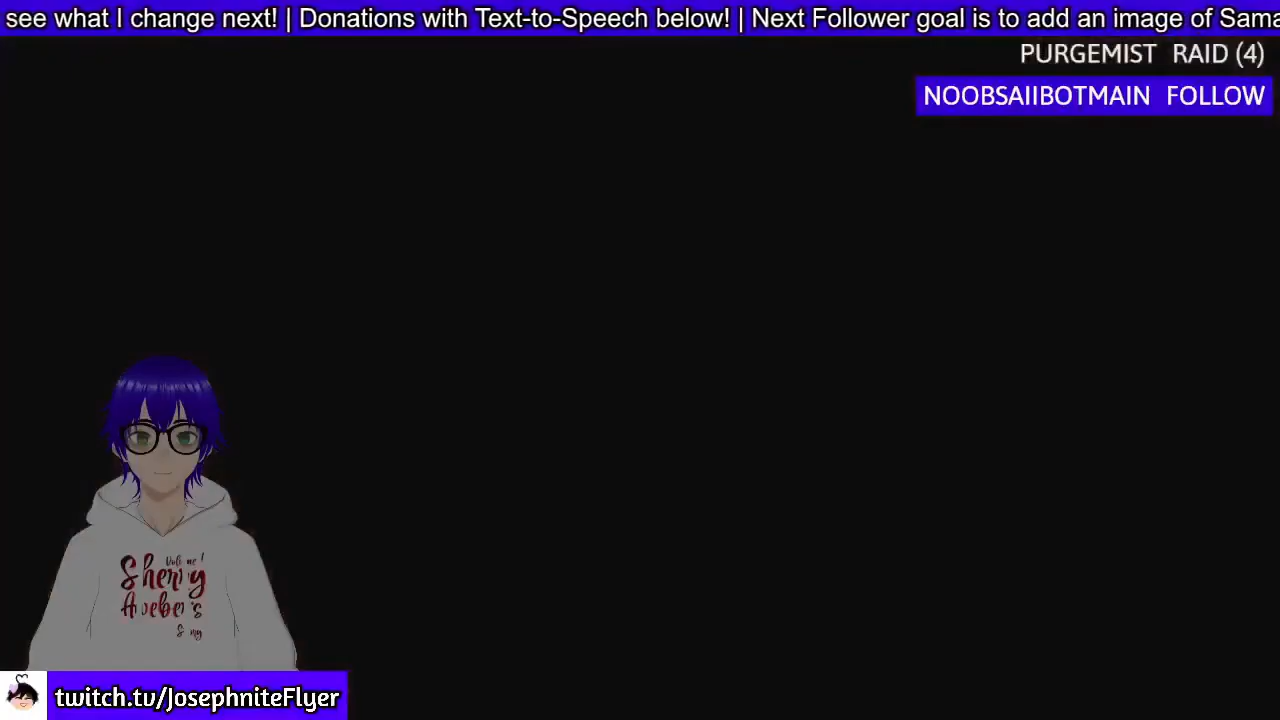 see what I change next! | Donations with Text-to-Speech below! | Next Follower goal is to add an image of Sama
PURGEMIST RAID (4)
NOOBSAIIBOTMAIN FOLLOW
Sherry
twitch.tv/JosephniteFlyer